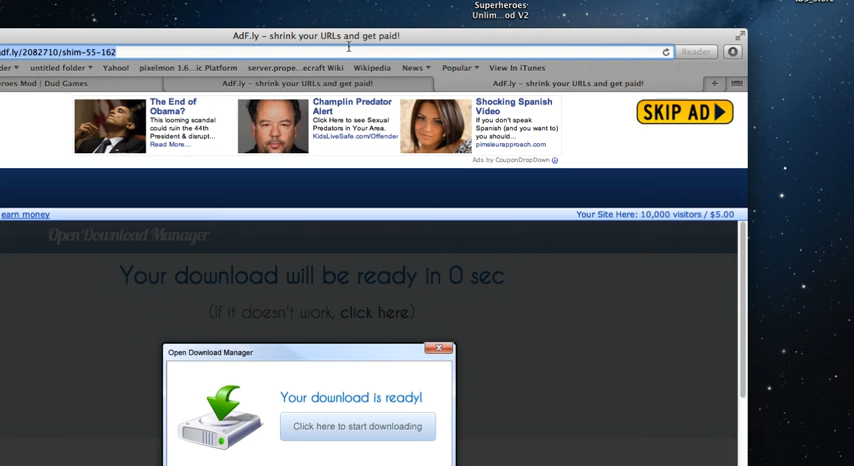 Superheroes
Unlim...od V2
AdF.ly – shrink your URLs and get paid!
adf.ly/2082710/shim-55-162
Reader
der
untitled folder
Yahoo!
pixelmon 1.6...ic Platform
server.prope...ecraft Wiki
Wikipedia
News
Popular
View In iTunes
eroes Mod | Dud Games
AdF.ly – shrink your URLs and get paid!
AdF.ly – shrink your URLs and get paid!
The End of
Obama?
This looming scandal
could ruin the 44th
President & disrupt...
Read More...
Champlin Predator
Alert
Click Here to See Sexual
Predators in Your Area.
KidsLiveSafe.com/Offender
Shocking Spanish
Video
If you don't speak
Spanish (and you want to)
you should...
pimsleurapproach.com
SKIP AD
Ads by CouponDropDown
earn money
Your Site Here: 10,000 visitors / $5.00
Open Download Manager
Your download will be ready in 0 sec
(If it doesn't work, click here)
Open Download Manager
Your download is ready!
Click here to start downloading